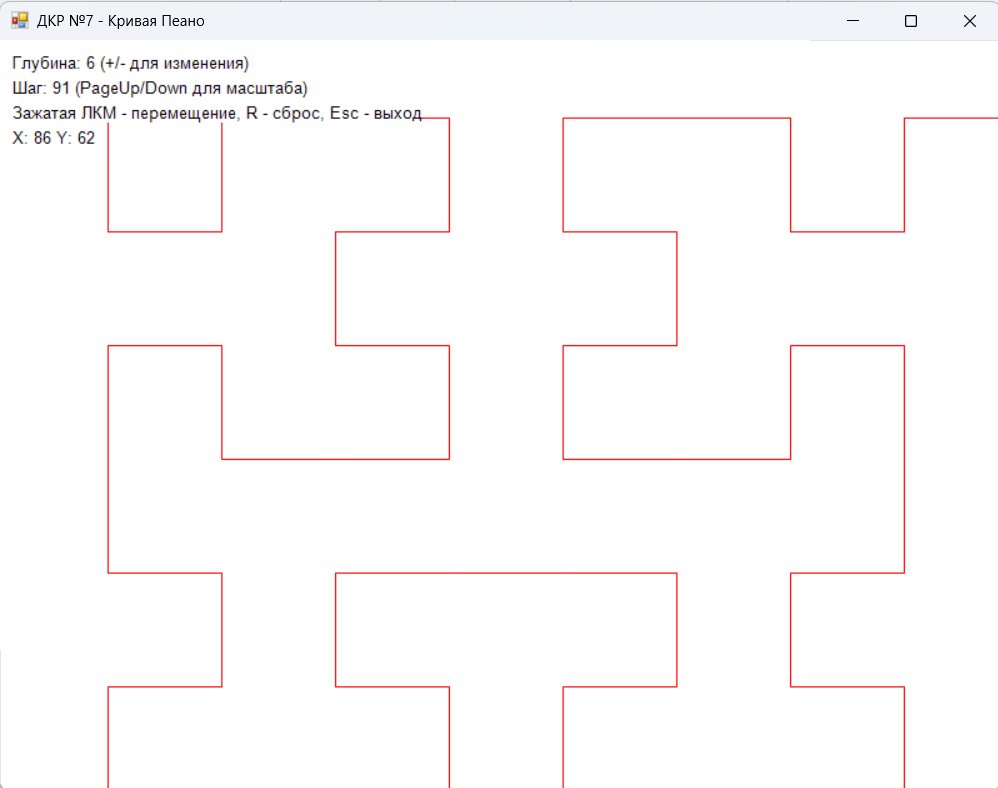 ДКР №7 - Кривая Пеано
Глубина: 6 (+/- для изменения)
Шаг: 91 (PageUp/Down для масштаба)
Зажатая ЛКМ - перемещение, R - сброс, Esc - выход
X: 86 Y: 62